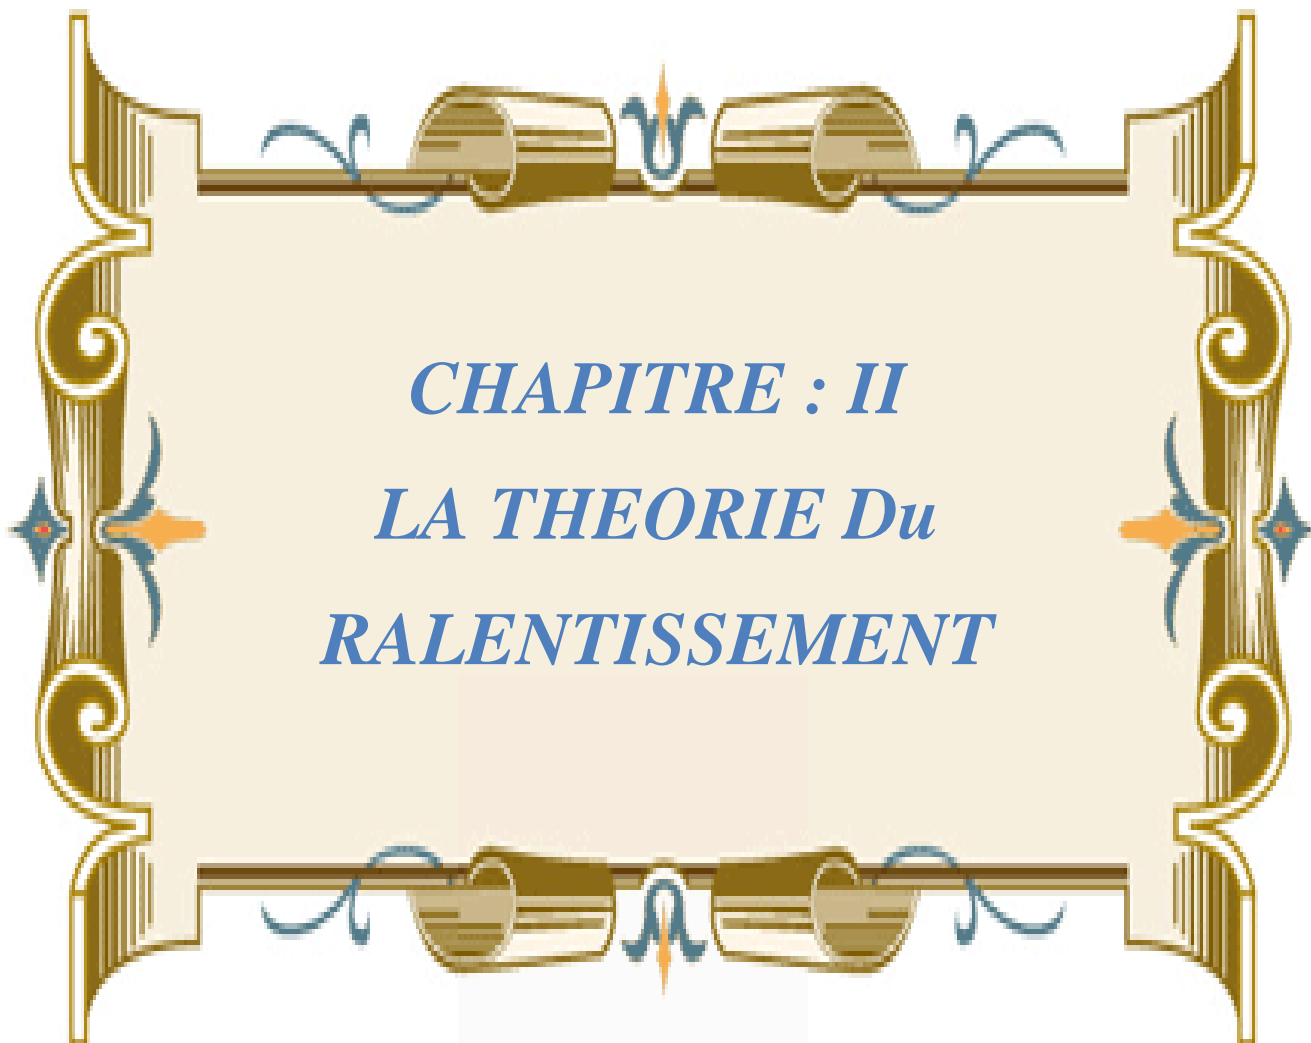 CHAPITRE : II
LA THEORIE Du
RALENTISSEMENT